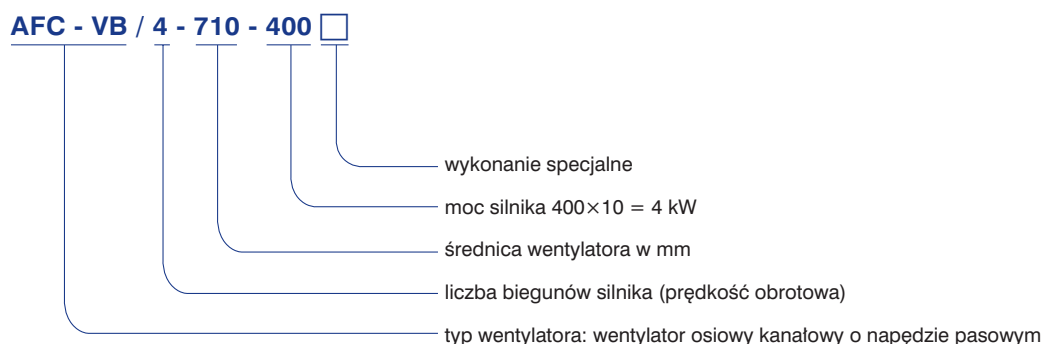 AFC - VB / 4 - 710 - 400
wykonanie specjalne
moc silnika 400×10 = 4 kW
średnica wentylatora w mm
liczba biegunów silnika (prędkość obrotowa)
typ wentylatora: wentylator osiowy kanałowy o napędzie pasowym